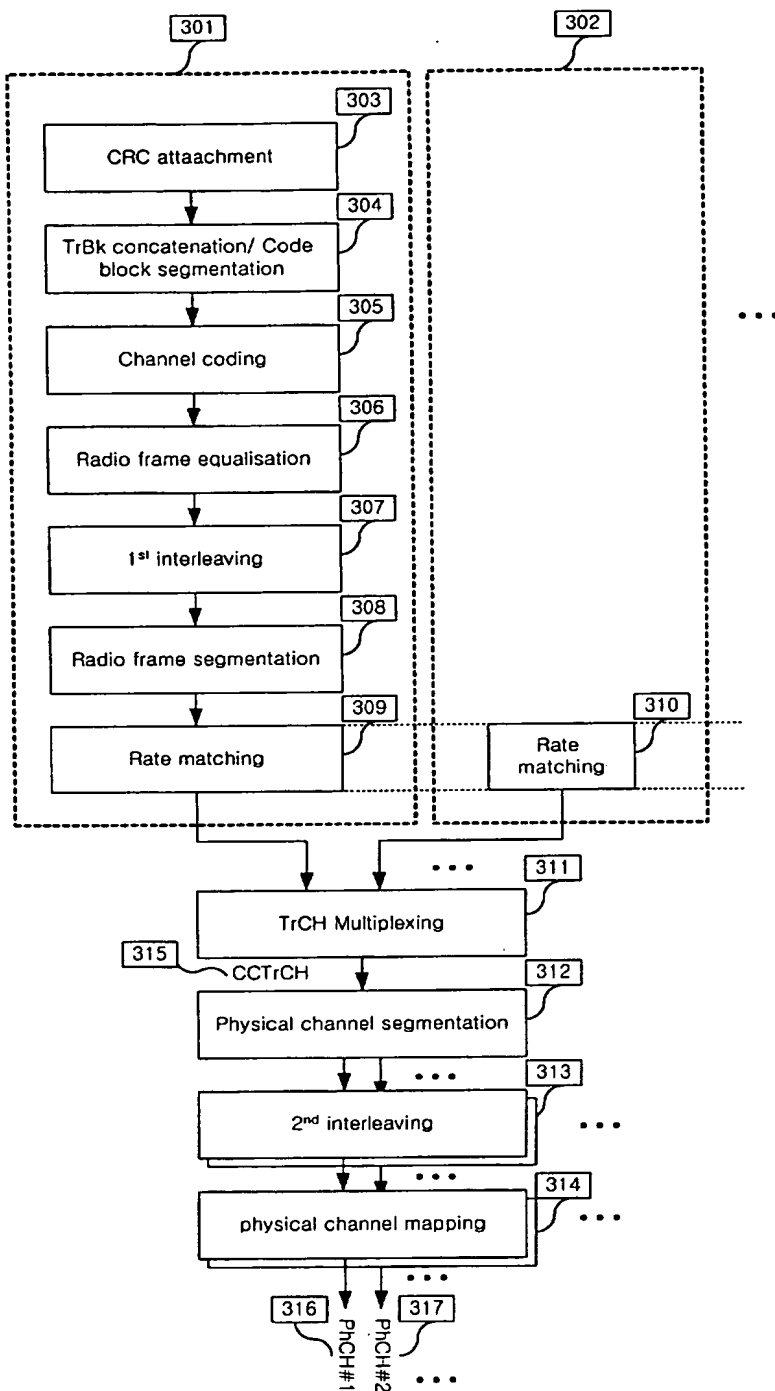 301
302
303
CRC attaachment
304
TrBk concatenation/ Code
block segmentation
305
Channel coding
306
Radio frame equalisation
307
1st interleaving
308
Radio frame segmentation
309
Rate matching
310
Rate
matching
311
TrCH Multiplexing
315
CCTrCH
312
Physical channel segmentation
313
2nd interleaving
314
physical channel mapping
316
PhCH#1
PhCH#2
317